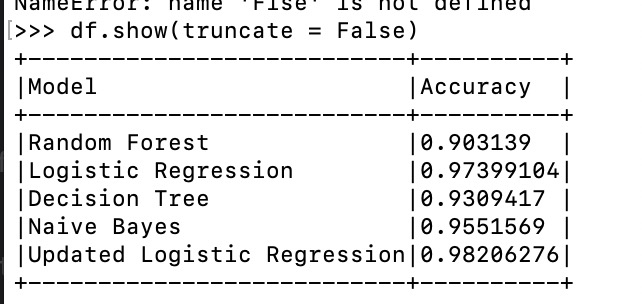 NameError: name 'Flse' is not defined
>>> df.show(truncate = False)
+---------------------------+----------+
|Model                      |Accuracy  |
+---------------------------+----------+
|Random Forest              |0.903139  |
|Logistic Regression        |0.97399104|
|Decision Tree              |0.9309417 |
|Naive Bayes                |0.9551569 |
|Updated Logistic Regression|0.98206276|
+---------------------------+----------+